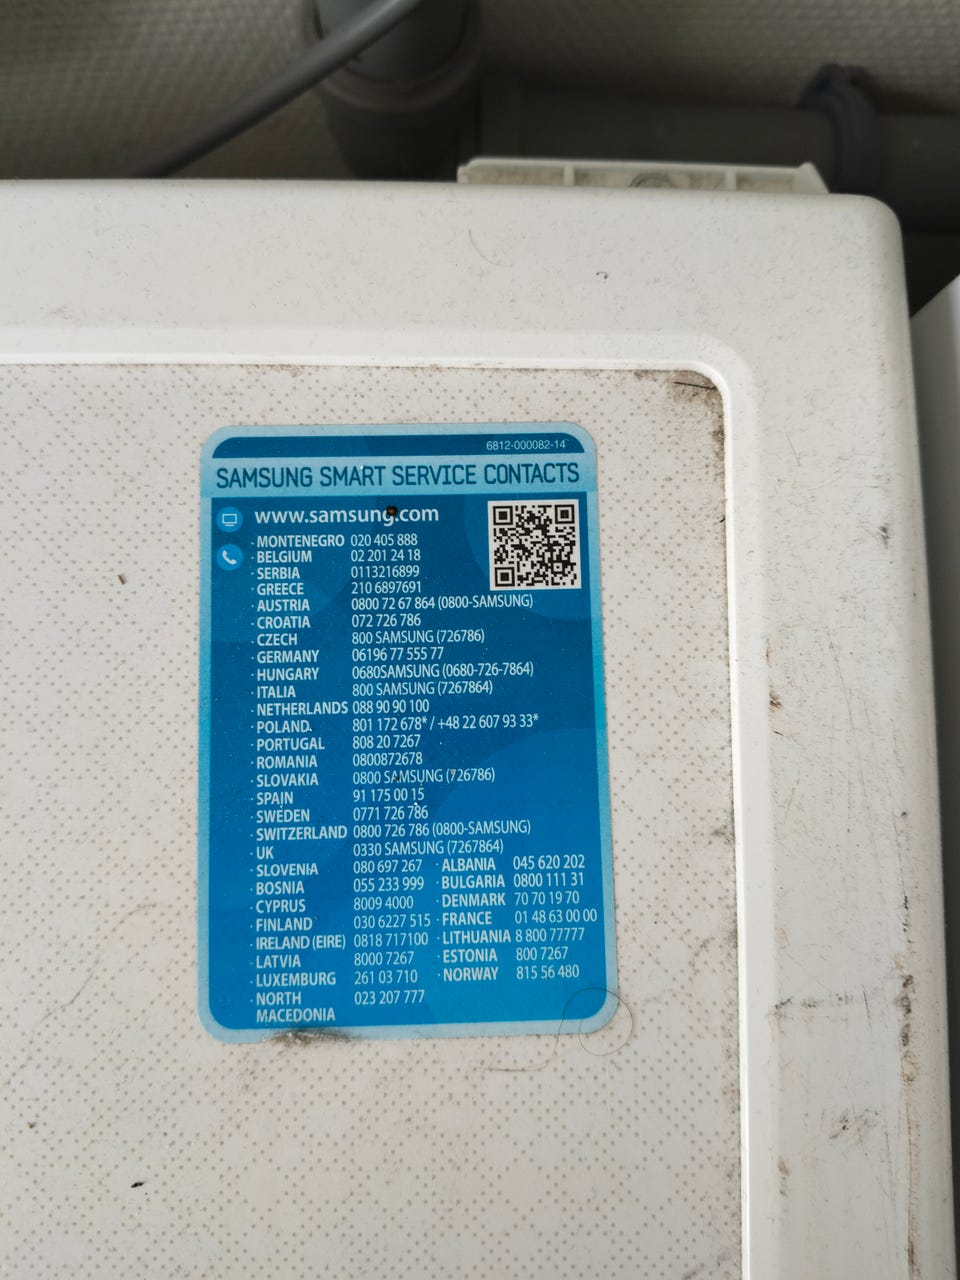 6812-000082-14
SAMSUNG SMART SERVICE CONTACTS
www.samsung.com
· MONTENEGRO 020 405 888
· BELGIUM 02 201 24 18
· SERBIA 0113216899
· GREECE 210 6897691
· AUSTRIA 0800 72 67 864 (0800-SAMSUNG)
· CROATIA 072 726 786
· CZECH 800 SAMSUNG (726786)
· GERMANY 06196 77 555 77
· HUNGARY 0680SAMSUNG (0680-726-7864)
· ITALIA 800 SAMSUNG (7267864)
· NETHERLANDS 088 90 90 100
· POLAND 801 172 678* / +48 22 607 93 33*
· PORTUGAL 808 20 7267
· ROMANIA 0800872678
· SLOVAKIA 0800 SAMSUNG (726786)
· SPAIN 91 175 00 15
· SWEDEN 0771 726 786
· SWITZERLAND 0800 726 786 (0800-SAMSUNG)
· UK 0330 SAMSUNG (7267864)
· SLOVENIA 080 697 267 · ALBANIA 045 620 202
· BOSNIA 055 233 999 · BULGARIA 0800 111 31
· CYPRUS 8009 4000 · DENMARK 70 70 19 70
· FINLAND 030 6227 515 · FRANCE 01 48 63 00 00
· IRELAND (EIRE) 0818 717100 · LITHUANIA 8 800 77777
· LATVIA 8000 7267 · ESTONIA 800 7267
· LUXEMBURG 261 03 710 · NORWAY 815 56 480
· NORTH 023 207 777
MACEDONIA